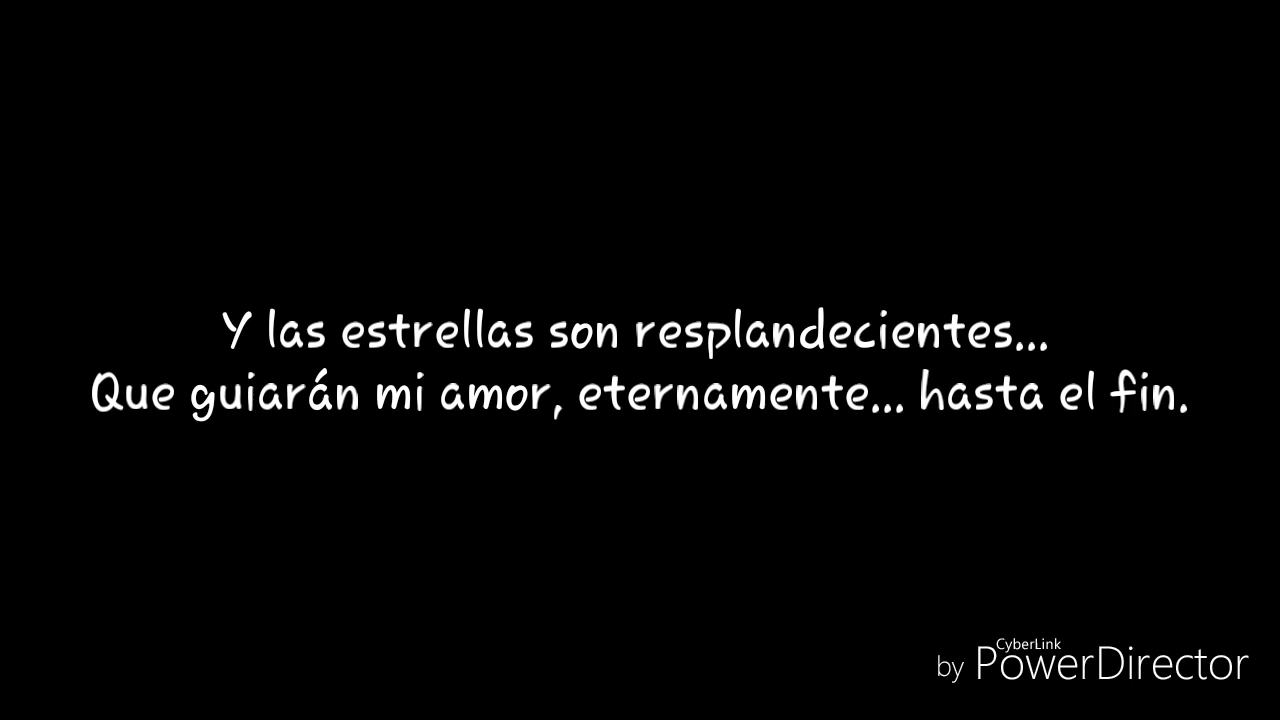 Y las estrellas son resplandecientes...
Que guiarán mi amor, eternamente... hasta el fin.
CyberLink
by PowerDirector